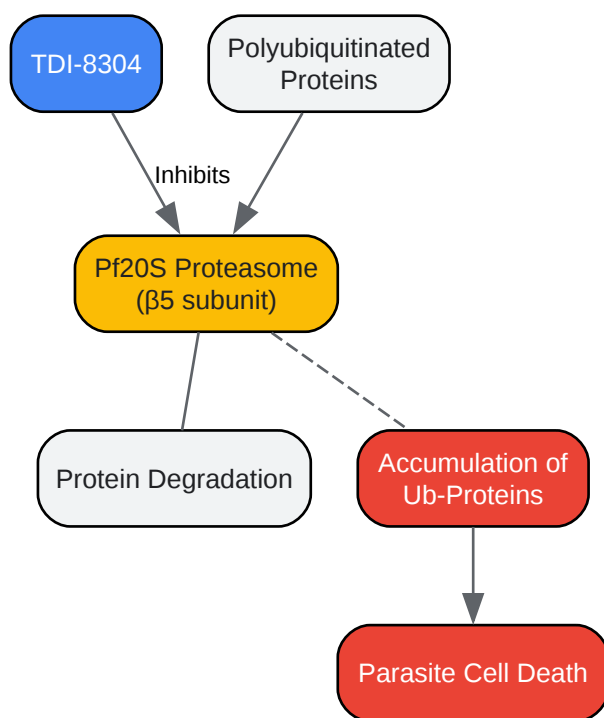 TDI-8304
Polyubiquitinated
Proteins
Inhibits
Pf20S Proteasome
(β5 subunit)
Protein Degradation
Accumulation of
Ub-Proteins
Parasite Cell Death